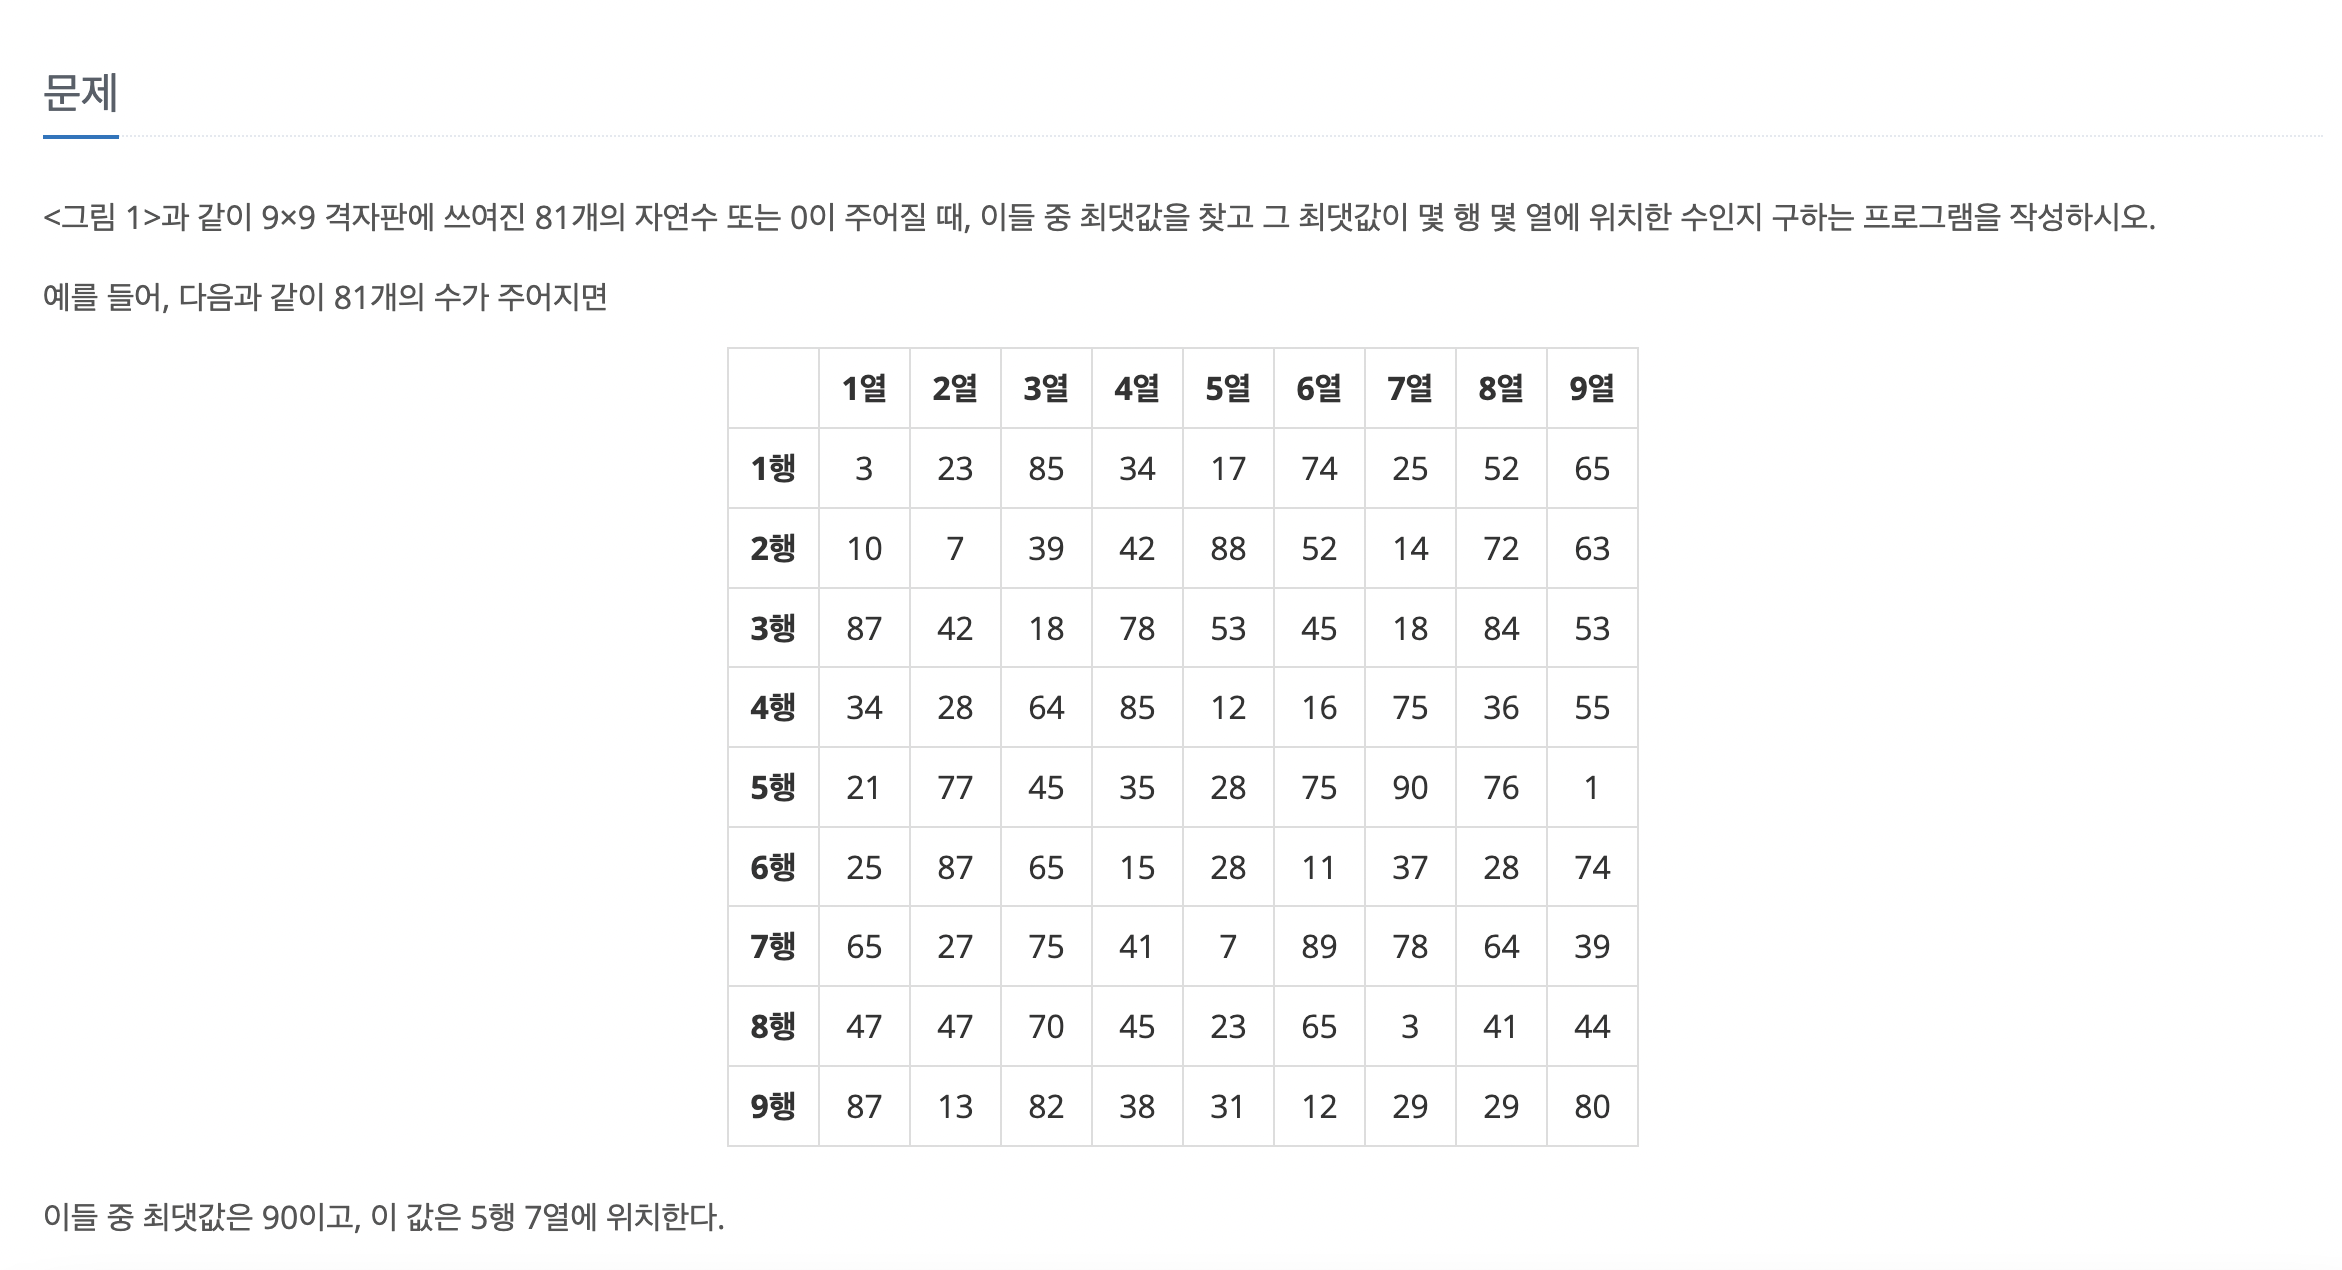 문제
<그림 1>과 같이 9×9 격자판에 쓰여진 81개의 자연수 또는 0이 주어질 때, 이들 중 최댓값을 찾고 그 최댓값이 몇 행 몇 열에 위치한 수인지 구하는 프로그램을 작성하시오.
예를 들어, 다음과 같이 81개의 수가 주어지면
1열 2열 3열 4열 5열 6열 7열 8열 9열
1행 3 23 85 34 17 74 25 52 65
2행 10 7 39 42 88 52 14 72 63
3행 87 42 18 78 53 45 18 84 53
4행 34 28 64 85 12 16 75 36 55
5행 21 77 45 35 28 75 90 76 1
6행 25 87 65 15 28 11 37 28 74
7행 65 27 75 41 7 89 78 64 39
8행 47 47 70 45 23 65 3 41 44
9행 87 13 82 38 31 12 29 29 80
이들 중 최댓값은 90이고, 이 값은 5행 7열에 위치한다.